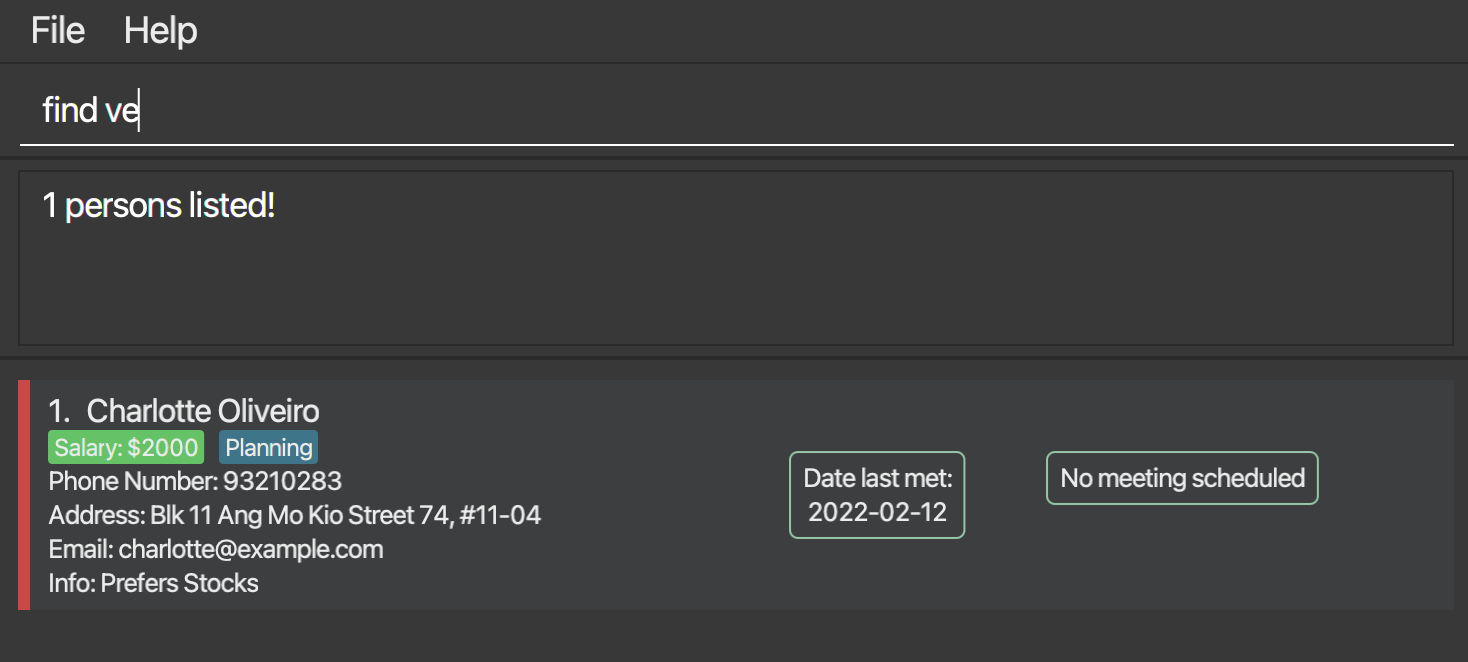 File Help
find ve
1 persons listed!
1. Charlotte Oliveiro
Salary: $2000 Planning
Phone Number: 93210283
Address: Blk 11 Ang Mo Kio Street 74, #11-04
Email: charlotte@example.com
Info: Prefers Stocks
Date last met:
2022-02-12
No meeting scheduled